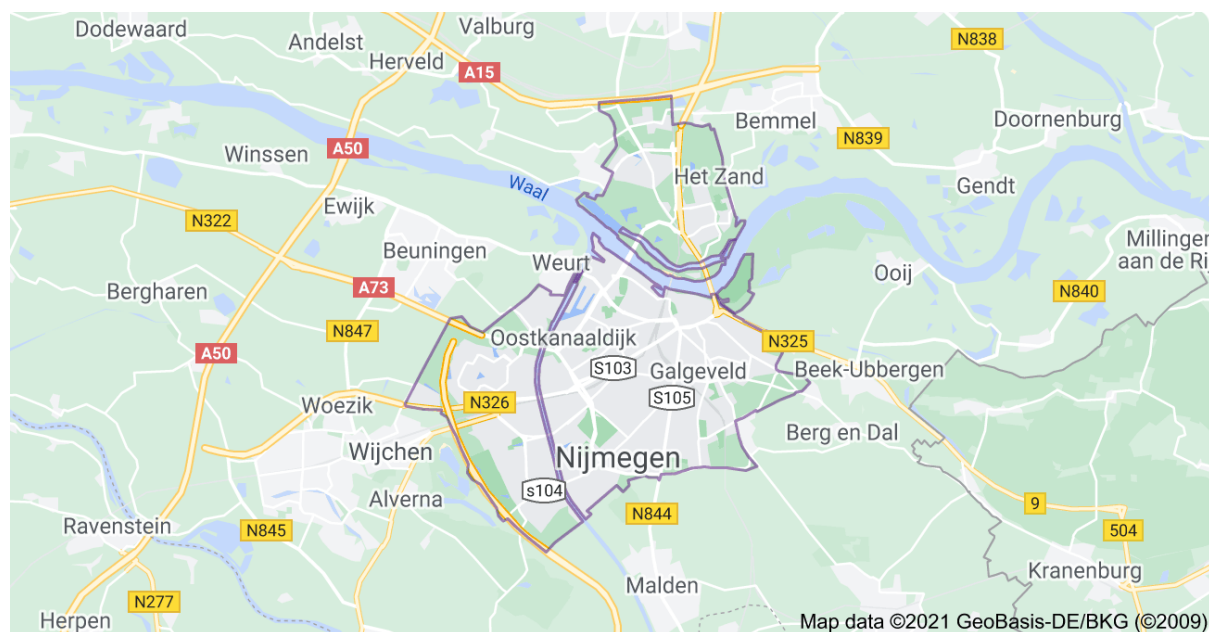 Dodewaard
Valburg
Andelst
N838
Herveld
A15
Bemmel
Doornenburg
N839
A50
Winssen
Het Zand
Waal
Gendt
Ewijk
N322
Beuningen
Millingen
aan de Ri
Weurt
Ooij
Bergharen
A73
N840
N847
Oostkanaaldijk
N325
A50
S103
Galgeveld
Beek-Ubbergen
N326
S105
Woezik
Berg en Dal
Wijchen
Nijmegen
s104
Alverna
9
N844
Ravenstein
N845
504
Kranenburg
Malden
N277
Herpen
Map data ©2021 GeoBasis-DE/BKG (©2009)